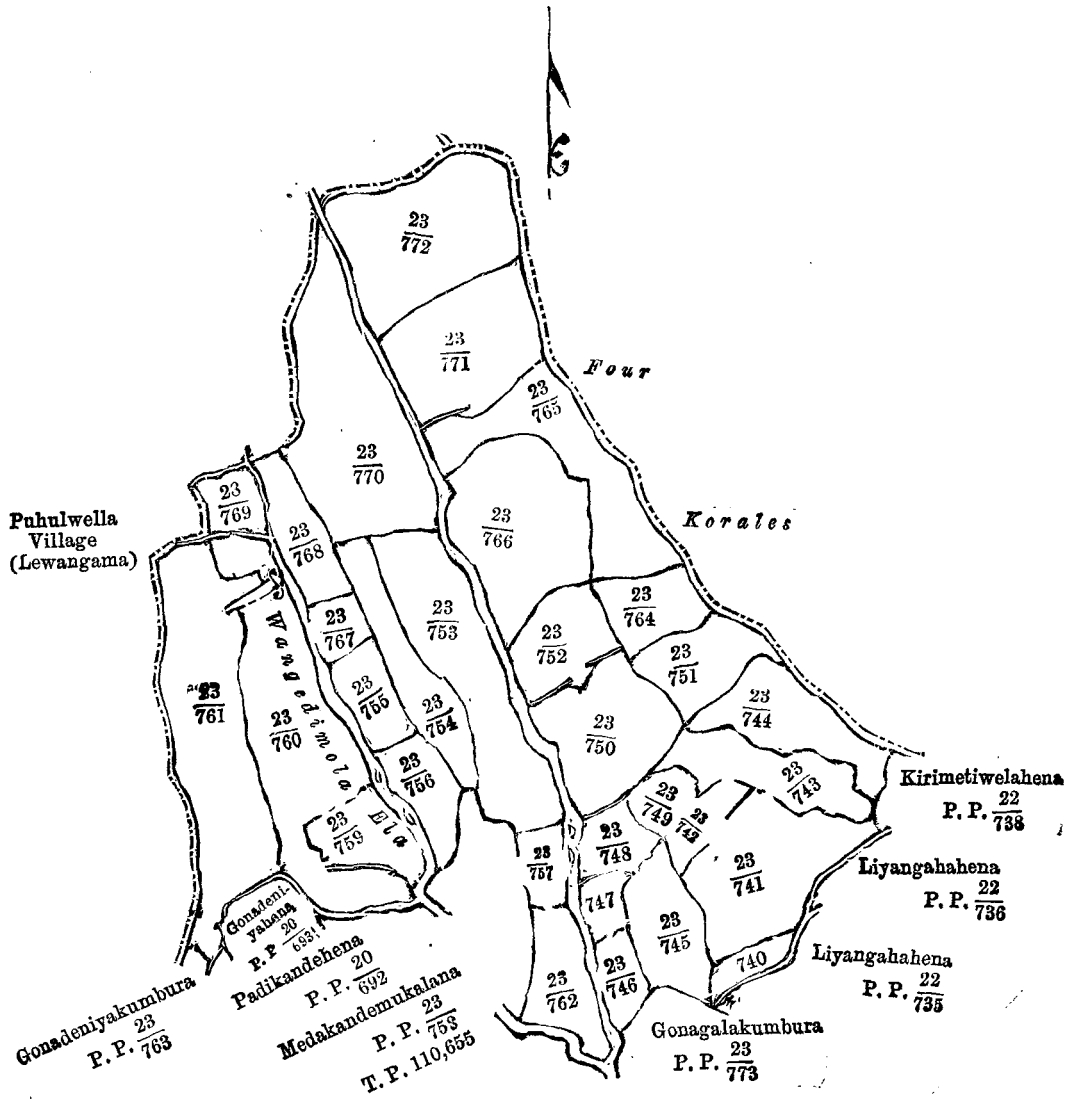 23
772
23
771
Four
23
765
23
770
23
769
Puhulwella
Village
(Lewangama)
23
766
Korales
23
768
23
764
23
767
23
753
23
752
23
751
23
761
23
760
Wangedimola Ela
23
755
23
754
23
744
23
750
23
756
23
743
Kirimetiwelahena
P. P. 22
738
23
749
23
742
23
759
23
748
23
757
23
741
Liyangahahena
P. P. 22
736
747
23
745
740
Liyangahahena
P. P. 22
735
23
746
23
762
Gonadeni-
yahena
P. P 20
693
Padikandehena
P. P. 20
692
Gonadeniyakumbura
P. P. 23
763
Medakandemukalana
P. P. 23
758
T. P. 110,655
Gonagalakumbura
P. P. 23
773